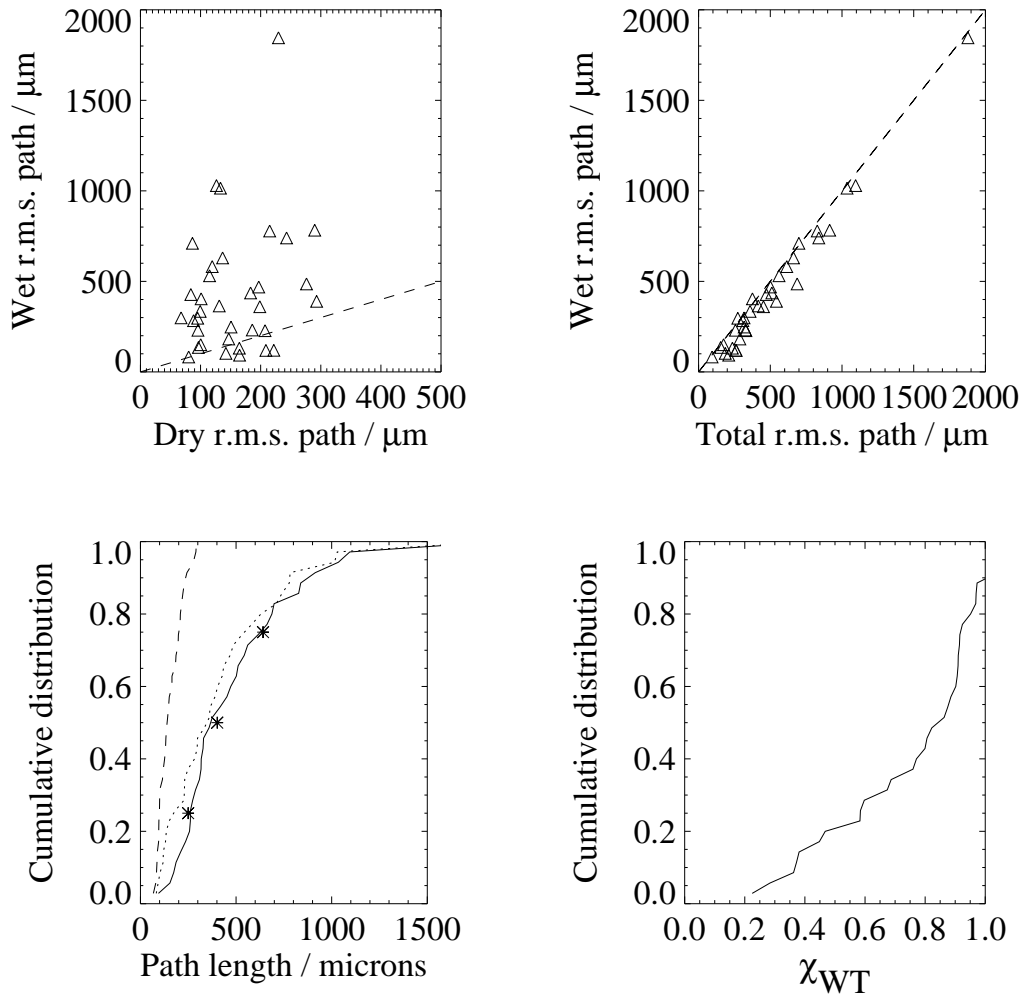 2000
1500
1000
500
0
Wet r.m.s. path / μm
0 100 200 300 400 500
Dry r.m.s. path / μm
2000
1500
1000
500
0
Wet r.m.s. path / μm
0 500 1000 1500 2000
Total r.m.s. path / μm
1.0
0.8
0.6
0.4
0.2
0.0
Cumulative distribution
0 500 1000 1500
Path length / microns
1.0
0.8
0.6
0.4
0.2
0.0
Cumulative distribution
0.0 0.2 0.4 0.6 0.8 1.0
χWT